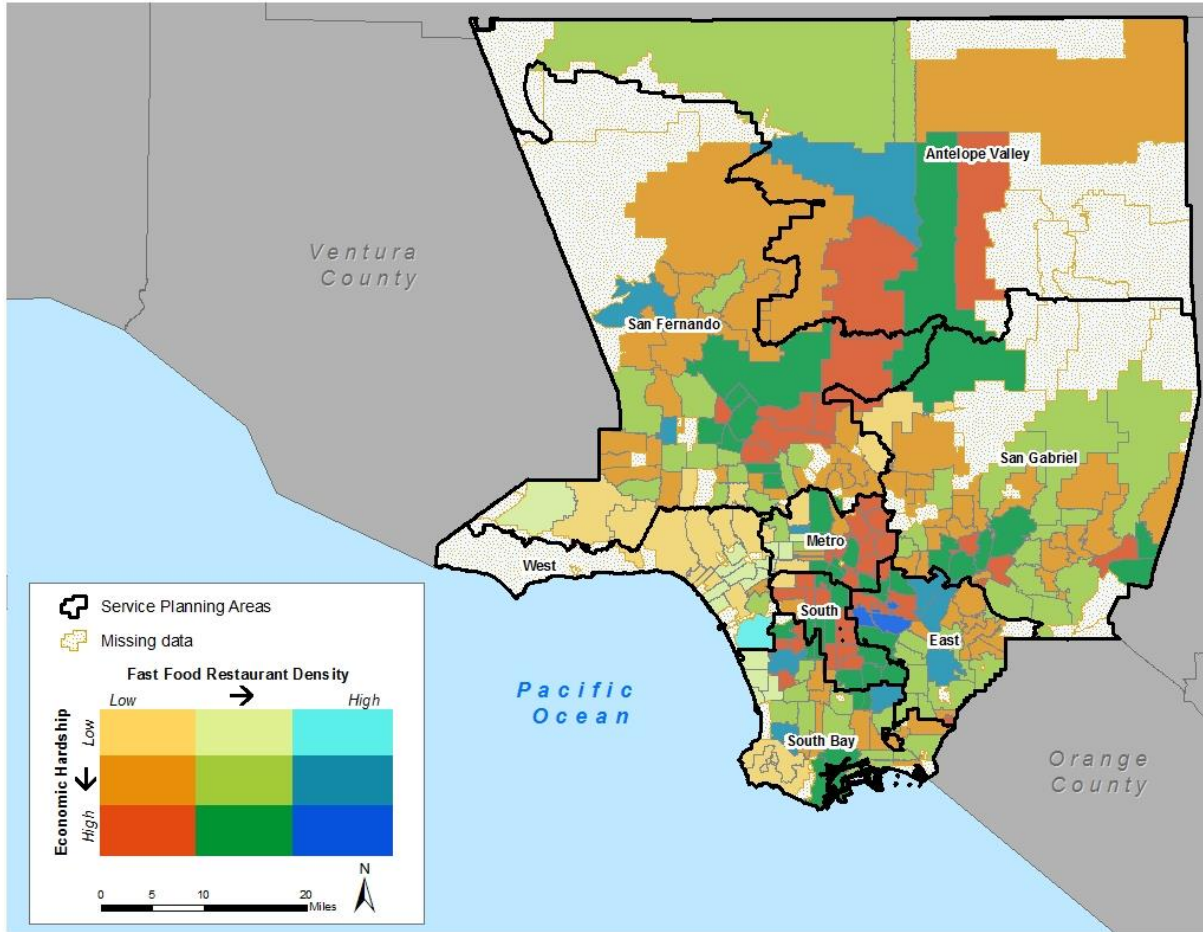 Antelope Valley
Ventura
County
San Fernando
San Gabriel
Metro
West
South
East
Pacific
Ocean
South Bay
Orange
County
Service Planning Areas
Missing data
Fast Food Restaurant Density
Low
High
Economic Hardship
Low
High
N
0 5 10 20
Miles